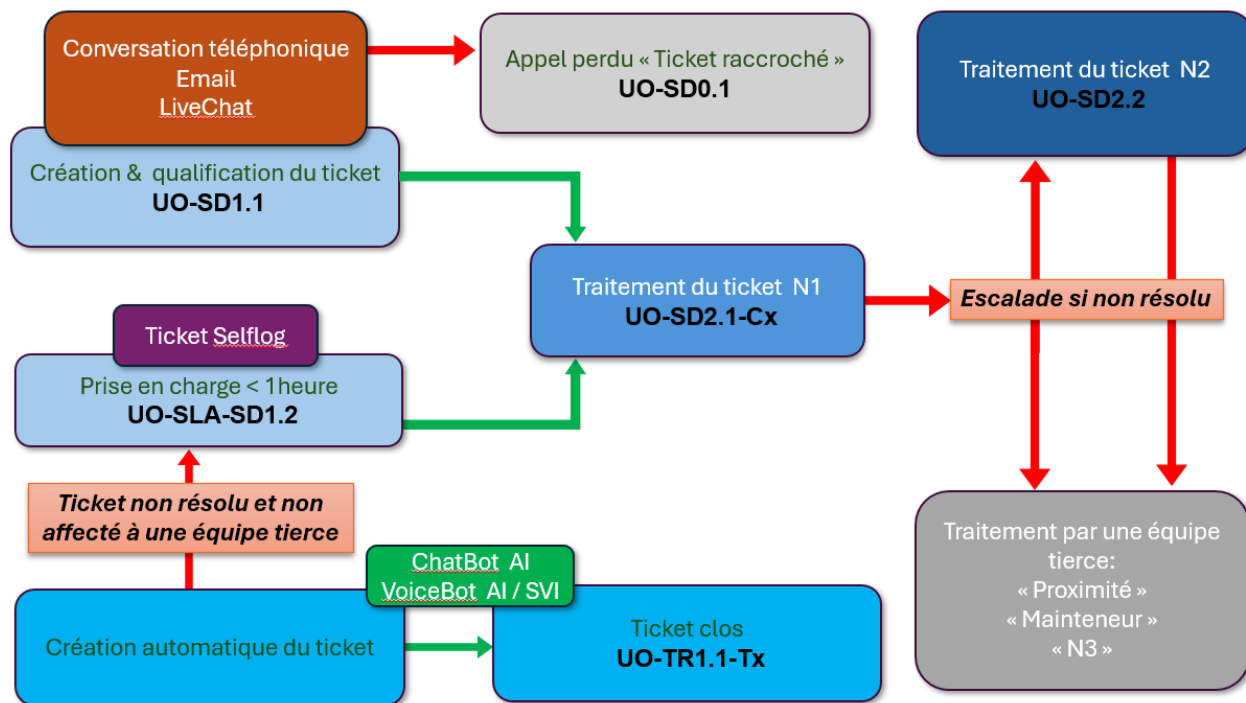 Conversation téléphonique
Email
LiveChat
Appel perdu « Ticket raccroché »
UO-SD0.1
Traitement du ticket  N2
UO-SD2.2
Création &  qualification du ticket
UO-SD1.1
Traitement du ticket  N1
UO-SD2.1-Cx
Escalade si non résolu
Ticket Selflog
Prise en charge < 1heure
UO-SLA-SD1.2
Ticket non résolu et non
affecté à une équipe tierce
ChatBot  AI
VoiceBot  AI / SVI
Création automatique du ticket
Ticket clos
UO-TR1.1-Tx
Traitement par une équipe
tierce:
« Proximité »
« Mainteneur »
« N3 »